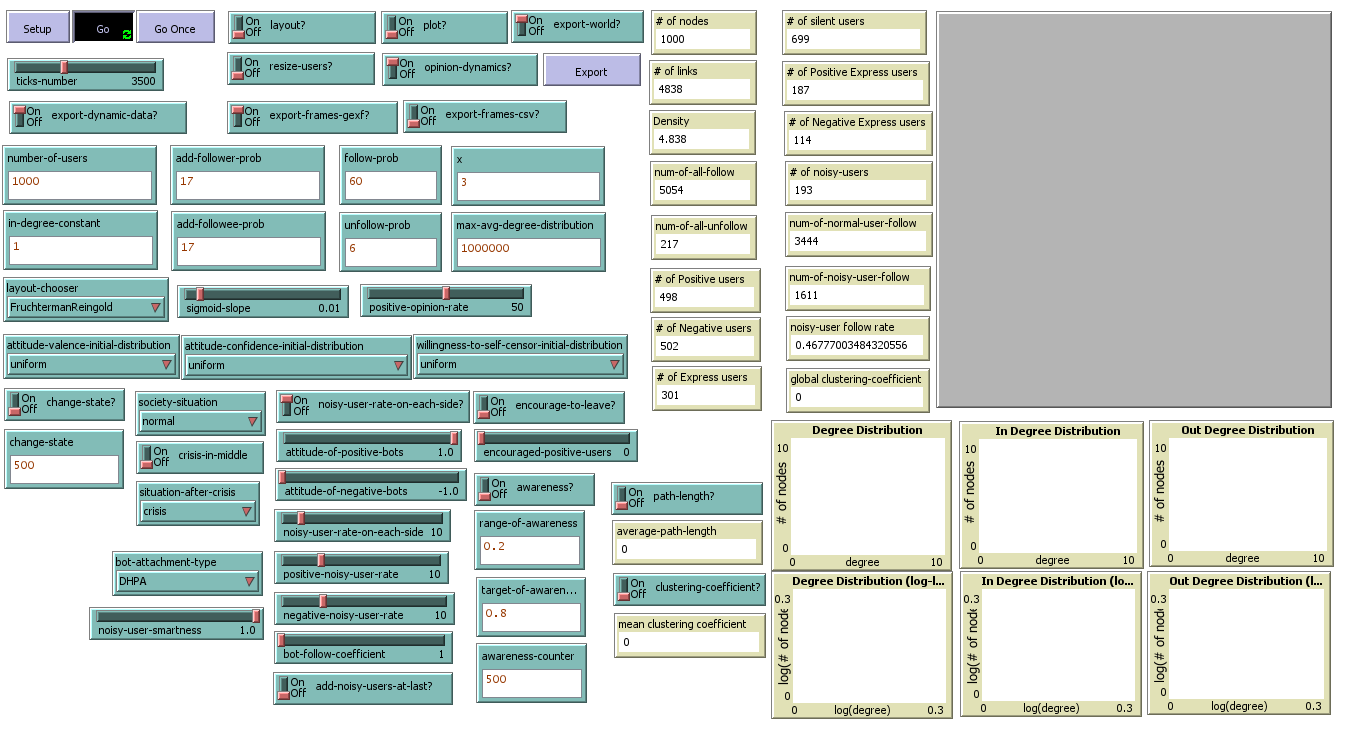 Setup
Go
Go Once
On
Off
layout?
On
Off
plot?
On
Off
export-world?
ticks-number 3500
On
Off
resize-users?
On
Off
opinion-dynamics?
Export
On
Off
export-dynamic-data?
On
Off
export-frames-gexf?
On
Off
export-frames-csv?
number-of-users
1000
add-follower-prob
17
follow-prob
60
x
3
in-degree-constant
1
add-followee-prob
17
unfollow-prob
6
max-avg-degree-distribution
1000000
layout-chooser
FruchtermanReingold
sigmoid-slope 0.01
positive-opinion-rate 50
attitude-valence-initial-distribution
uniform
attitude-confidence-initial-distribution
uniform
willingness-to-self-censor-initial-distribution
uniform
On
Off
change-state?
society-situation
normal
On
Off
noisy-user-rate-on-each-side?
On
Off
encourage-to-leave?
change-state
500
On
Off
crisis-in-middle
attitude-of-positive-bots 1.0
encouraged-positive-users 0
situation-after-crisis
crisis
attitude-of-negative-bots -1.0
On
Off
awareness?
noisy-user-rate-on-each-side 10
range-of-awareness
0.2
On
Off
path-length?
average-path-length
0
bot-attachment-type
DHPA
positive-noisy-user-rate 10
target-of-awaren...
0.8
On
Off
clustering-coefficient?
noisy-user-smartness 1.0
negative-noisy-user-rate 10
mean clustering coefficient
0
bot-follow-coefficient 1
awareness-counter
500
On
Off
add-noisy-users-at-last?
# of nodes
1000
# of links
4838
Density
4.838
num-of-all-follow
5054
num-of-all-unfollow
217
# of Positive users
498
# of Negative users
502
# of Express users
301
# of silent users
699
# of Positive Express users
187
# of Negative Express users
114
# of noisy-users
193
num-of-normal-user-follow
3444
num-of-noisy-user-follow
1611
noisy-user follow rate
0.46777003484320556
global clustering-coefficient
0
Degree Distribution
10
# of nodes
0
0 degree 10
In Degree Distribution
10
# of nodes
0
0 degree 10
Out Degree Distribution
10
# of nodes
0
0 degree 10
Degree Distribution (log-l...
0.3
log(# of node
0
0 log(degree) 0.3
In Degree Distribution (lo...
0.3
log(# of node
0
0 log(degree) 0.3
Out Degree Distribution (l...
0.3
log(# of node
0
0 log(degree) 0.3